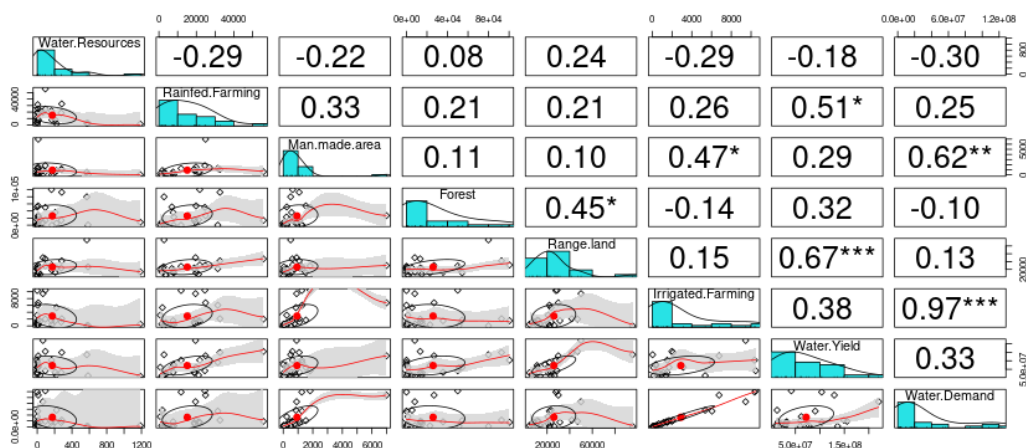 0 20000 40000 0e+00 4e+04 8e+04 0 4000 8000 0.0e+00 6.0e+07 1.2e+08
Water.Resources -0.29 -0.22 0.08 0.24 -0.29 -0.18 -0.30 0 800
0 40000 Rainfed.Farming 0.33 0.21 0.21 0.26 0.51* 0.25
Man.made.area 0.11 0.10 0.47* 0.29 0.62** 0 5000
0e+00 1e+05 Forest 0.45* -0.14 0.32 -0.10
Range.land 0.15 0.67*** 0.13 20000
0 8000 Irrigated.Farming 0.38 0.97***
Water.Yield 0.33 5.0e+07
0.0e+00 Water.Demand
0 400 800 1200 0 2000 4000 6000 20000 60000 5.0e+07 1.5e+08